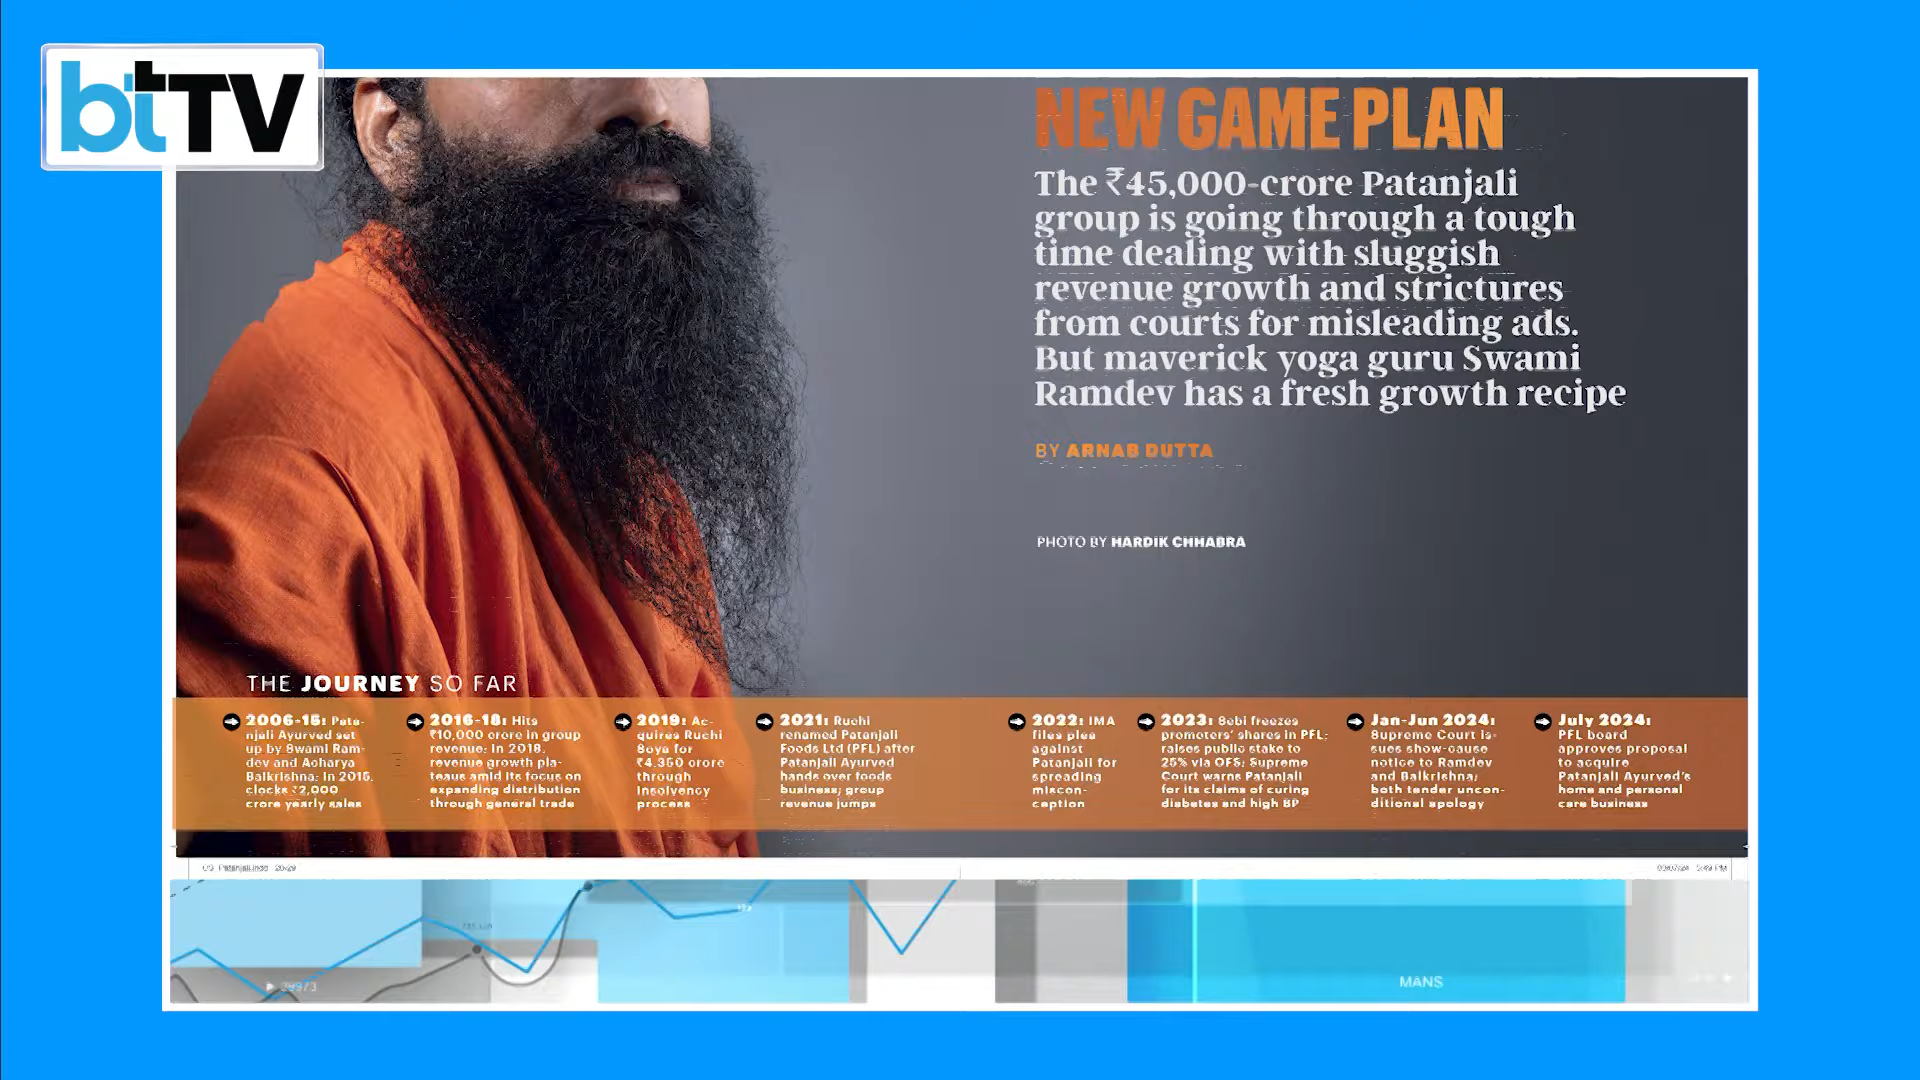 btTV
NEW GAME PLAN
The ₹45,000-crore Patanjali
group is going through a tough
time dealing with sluggish
revenue growth and strictures
from courts for misleading ads.
But maverick yoga guru Swami
Ramdev has a fresh growth recipe
BY ARNAB DUTTA
PHOTO BY HARDIK CHHABRA
THE JOURNEY SO FAR
2006-15: Pata-
njali Ayurved set
up by Swami Ram-
dev and Acharya
Balkrishna; in 2015,
clocks ₹2,000
crore yearly sales
2016-18: Hits
₹10,000 crore in group
revenue; in 2018,
revenue growth pla-
teaus amid its focus on
expanding distribution
through general trade
2019: Ac-
quires Ruchi
Soya for
₹4,350 crore
through
insolvency
process
2021: Ruchi
renamed Patanjali
Foods Ltd (PFL) after
Patanjali Ayurved
hands over foods
business; group
revenue jumps
2022: IMA
files plea
against
Patanjali for
spreading
miscon-
ception
2023: Sebi freezes
promoters' shares in PFL;
raises public stake to
25% via OFS; Supreme
Court warns Patanjali
for its claims of curing
diabetes and high BP
Jan-Jun 2024:
Supreme Court is-
sues show-cause
notice to Ramdev
and Balkrishna;
both tender uncon-
ditional apology
July 2024:
PFL board
approves proposal
to acquire
Patanjali Ayurved's
home and personal
care business
MANS